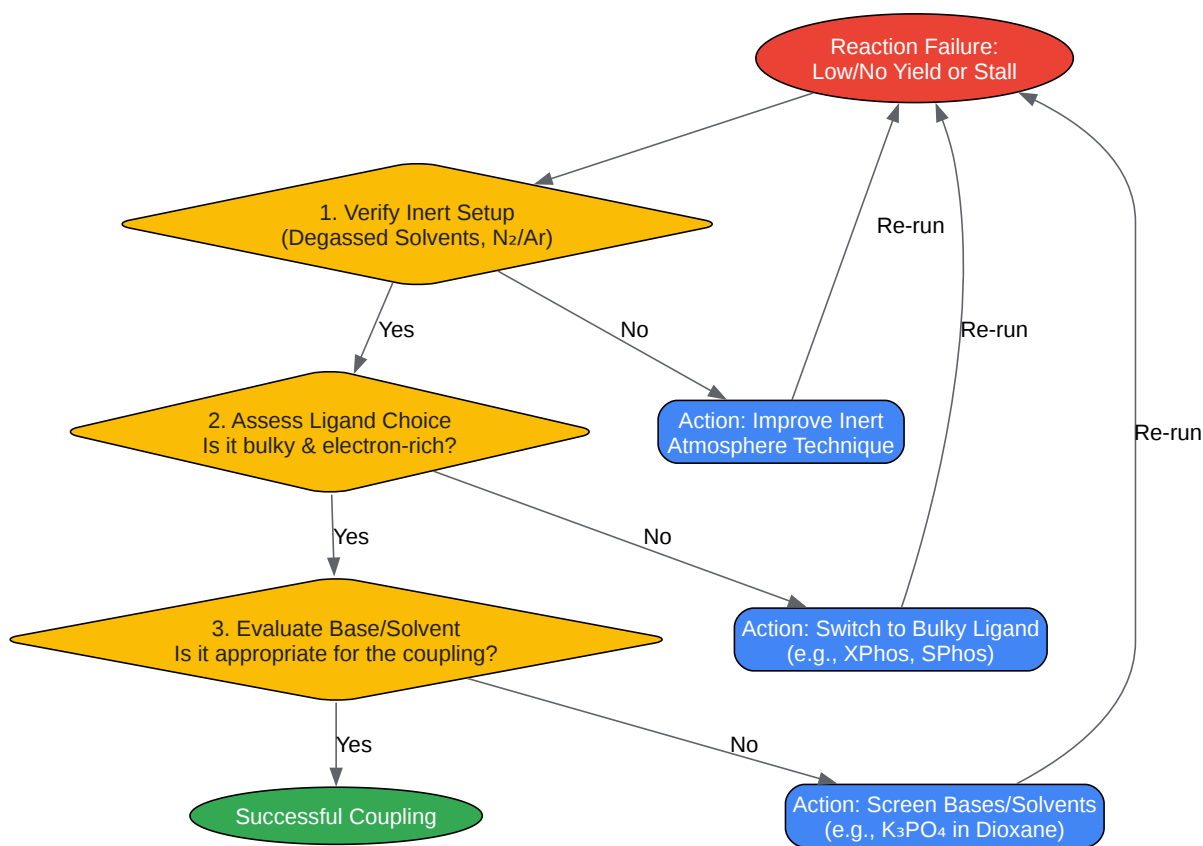 Reaction Failure:
Low/No Yield or Stall
1. Verify Inert Setup
(Degassed Solvents, N₂/Ar)
Re-run
Yes
No
Re-run
2. Assess Ligand Choice
Is it bulky & electron-rich?
Action: Improve Inert
Atmosphere Technique
Re-run
Yes
No
3. Evaluate Base/Solvent
Is it appropriate for the coupling?
Action: Switch to Bulky Ligand
(e.g., XPhos, SPhos)
Yes
No
Successful Coupling
Action: Screen Bases/Solvents
(e.g., K₃PO₄ in Dioxane)